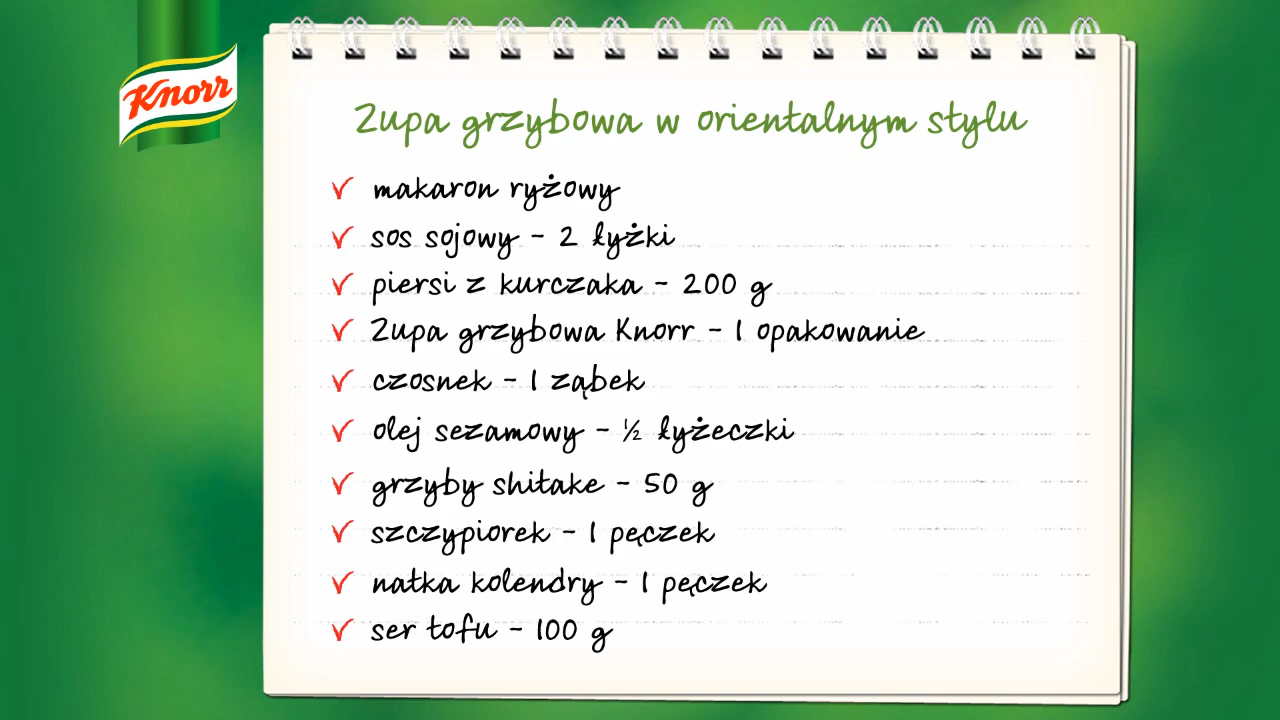 Knorr
Zupa grzybowa w orientalnym stylu
makaron ryżowy
sos sojowy - 2 łyżki
piersi z kurczaka - 200 g
Zupa grzybowa Knorr - 1 opakowanie
czosnek - 1 ząbek
olej sezamowy - ½ łyżeczki
grzyby shitake - 50 g
szczypiorek - 1 pęczek
natka kolendry - 1 pęczek
ser tofu - 100 g